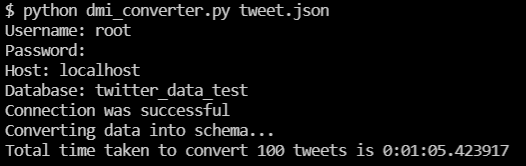 $ python dmi_converter.py tweet.json
Username: root
Password:
Host: localhost
Database: twitter_data_test
Connection was successful
Converting data into schema...
Total time taken to convert 100 tweets is 0:01:05.423917